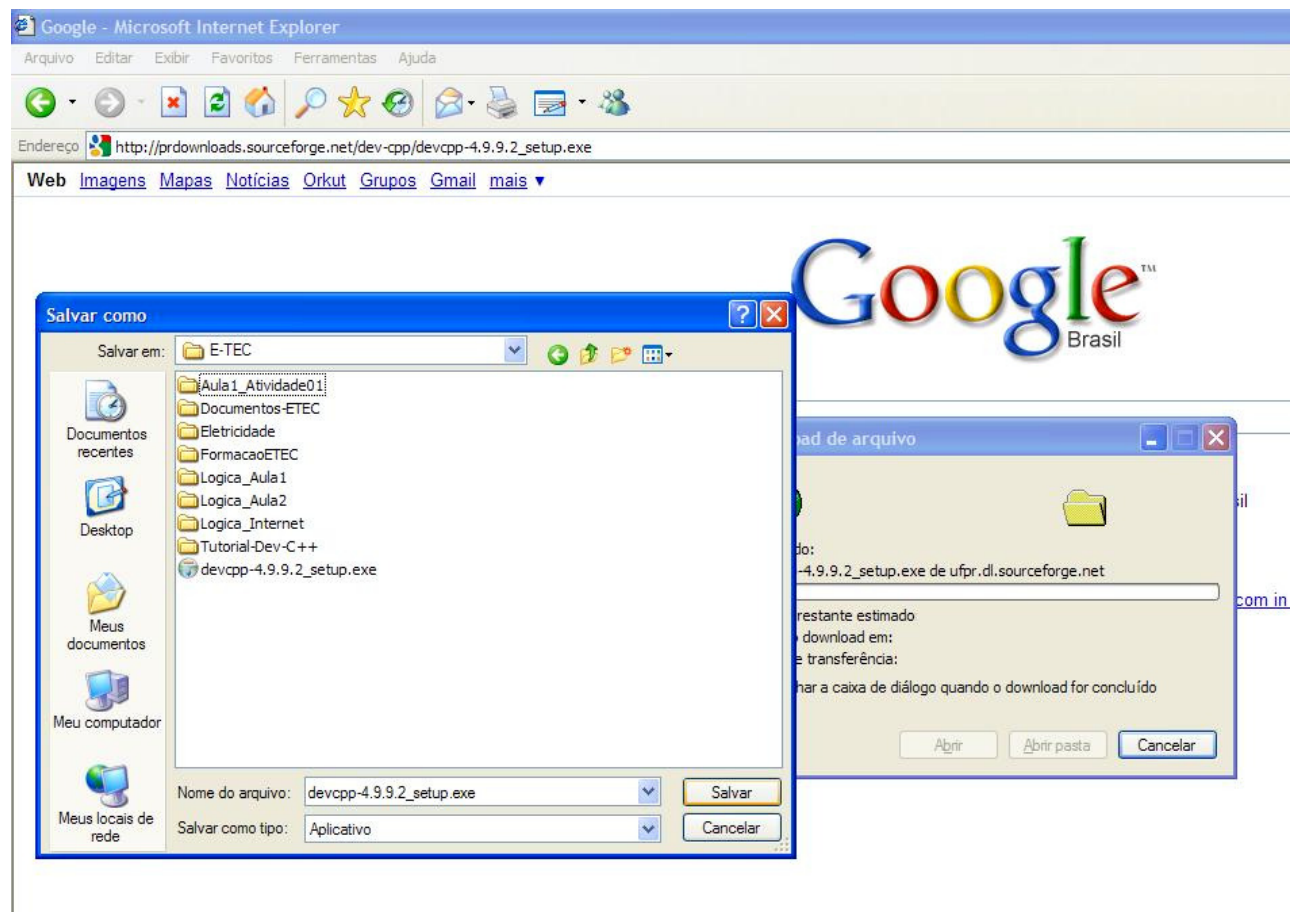 Google - Microsoft Internet Explorer
Arquivo Editar Exibir Favoritos Ferramentas Ajuda
Endereço http://prdownloads.sourceforge.net/dev-cpp/devcpp-4.9.9.2_setup.exe
Web Imagens Mapas Notícias Orkut Grupos Gmail mais ▼
Google™
Brasil
Salvar como
Salvar em: E-TEC
Documentos recentes
Desktop
Meus documentos
Meu computador
Meus locais de rede
Aula1_Atividade01
Documentos-ETEC
Eletricidade
FormacaoETEC
Logica_Aula1
Logica_Aula2
Logica_Internet
Tutorial-Dev-C++
devcpp-4.9.9.2_setup.exe
Nome do arquivo: devcpp-4.9.9.2_setup.exe Salvar
Salvar como tipo: Aplicativo Cancelar
de arquivo
-4.9.9.2_setup.exe de ufpr.dl.sourceforge.net
restante estimado
download em:
e transferência:
a caixa de diálogo quando o download for concluído
Abrir Abrir pasta Cancelar
com in